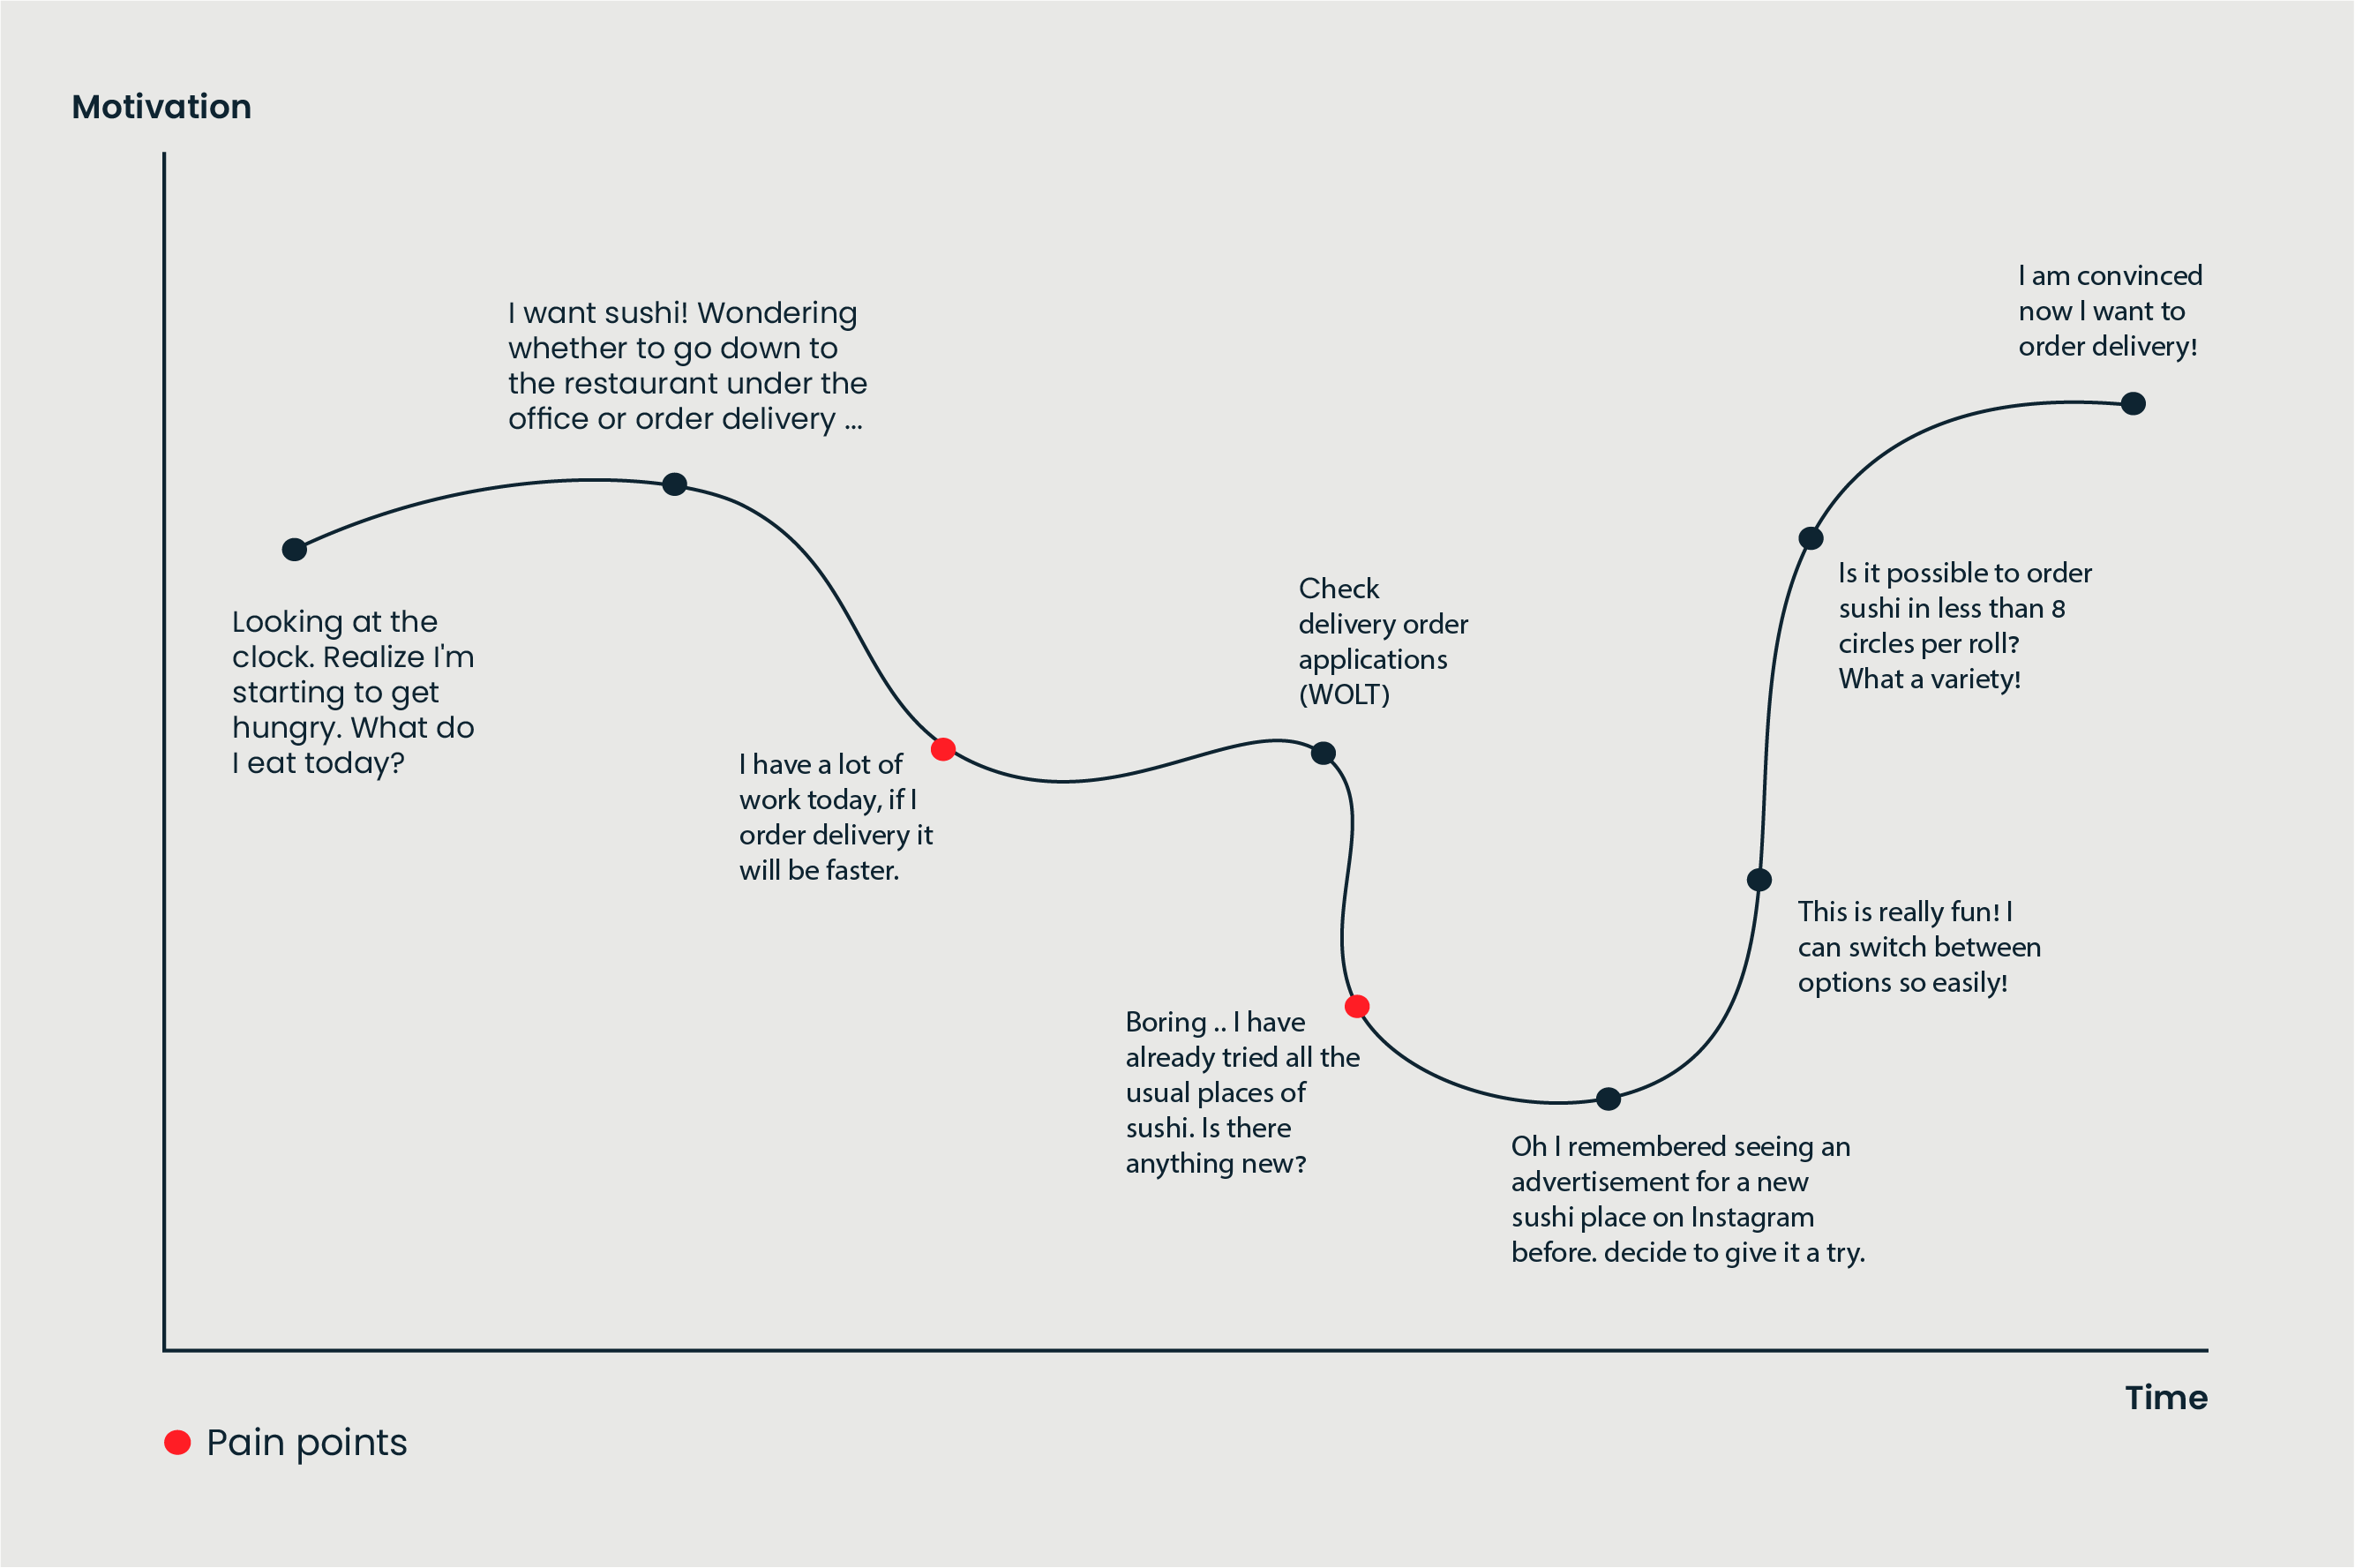 Motivation
I want sushi! Wondering
whether to go down to
the restaurant under the
office or order delivery ...
Looking at the
clock. Realize I'm
starting to get
hungry. What do
I eat today?
I have a lot of
work today, if I
order delivery it
will be faster.
Check
delivery order
applications
(WOLT)
Boring .. I have
already tried all the
usual places of
sushi. Is there
anything new?
Oh I remembered seeing an
advertisement for a new
sushi place on Instagram
before. decide to give it a try.
This is really fun! I
can switch between
options so easily!
Is it possible to order
sushi in less than 8
circles per roll?
What a variety!
I am convinced
now I want to
order delivery!
Time
Pain points